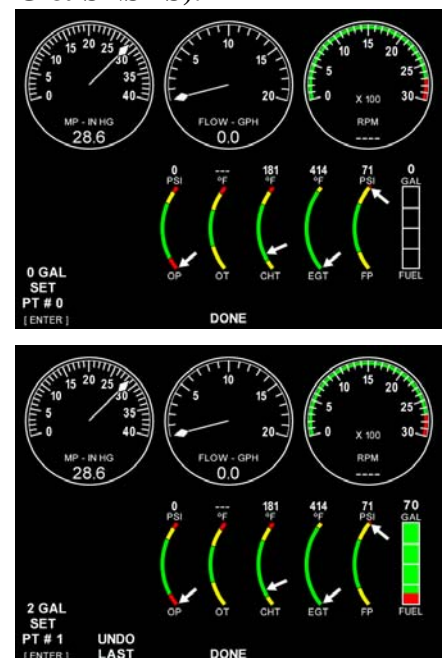 5 10 15 20 25 30 35
0 40
MP - IN HG
28.6
5 10 15
20
FLOW - GPH
0.0
5 10 15 20 25
0 30
X 100
RPM
----
0 --- 181 414 71 0
PSI °F °F °F PSI GAL
OP OT CHT EGT FP FUEL
0 GAL
SET
PT # 0
[ ENTER ] DONE
5 10 15 20 25 30 35
0 40
MP - IN HG
28.6
5 10 15
20
FLOW - GPH
0.0
5 10 15 20 25
0 30
X 100
RPM
----
0 --- 181 414 71 70
PSI °F °F °F PSI GAL
OP OT CHT EGT FP FUEL
2 GAL
SET
PT # 1 UNDO
[ ENTER ] LAST DONE